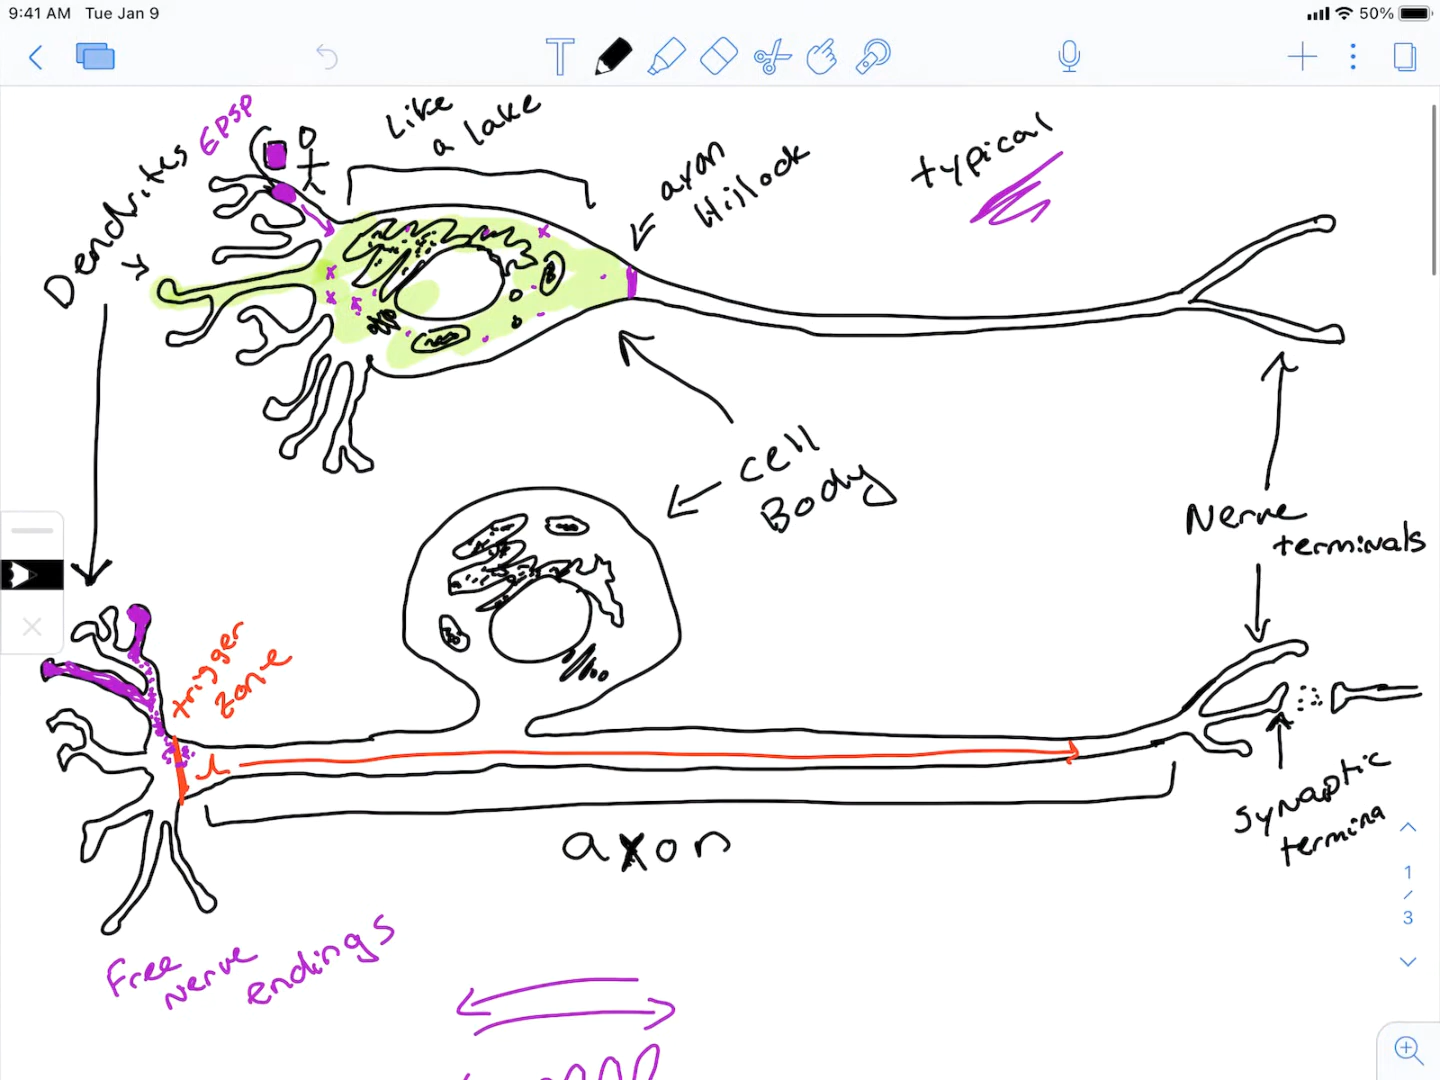 9:41 AM Tue Jan 9
50%
Dendrites
EPSP
Like
a lake
axon
Hillock
typical
cell
Body
Nerve
terminals
trigger
zone
synaptic
termina
axon
Free
Nerve
endings
1
/
3